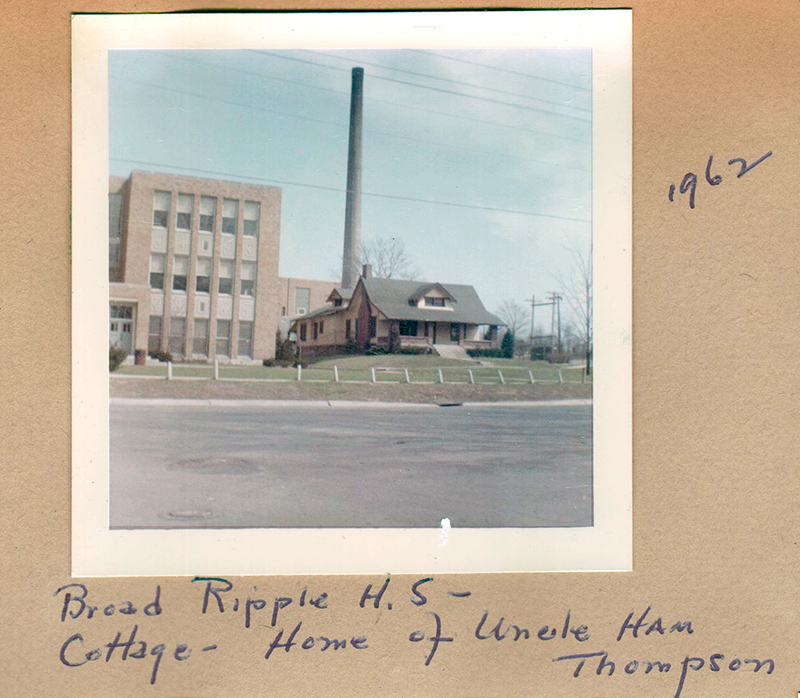 1962
Broad Ripple H.S -
Cottage - Home of Uncle HAM
Thompson